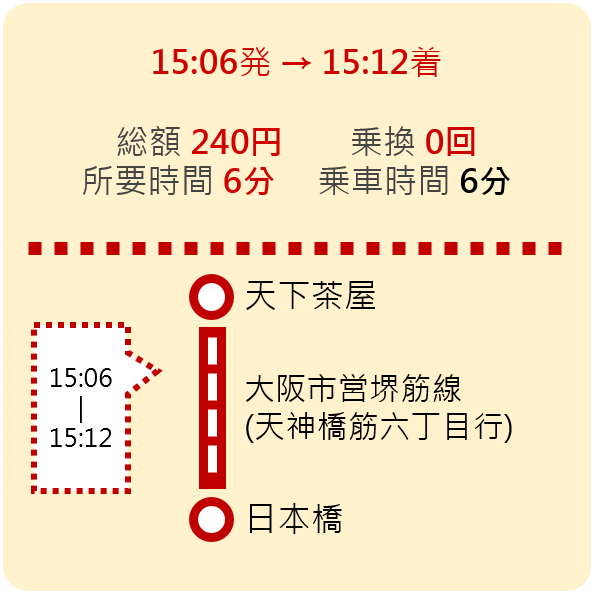 15:06発 → 15:12着
総額 240円 乗換 0回
所要時間 6分 乗車時間 6分
天下茶屋
15:06
|
15:12
大阪市営堺筋線
(天神橋筋六丁目行)
日本橋